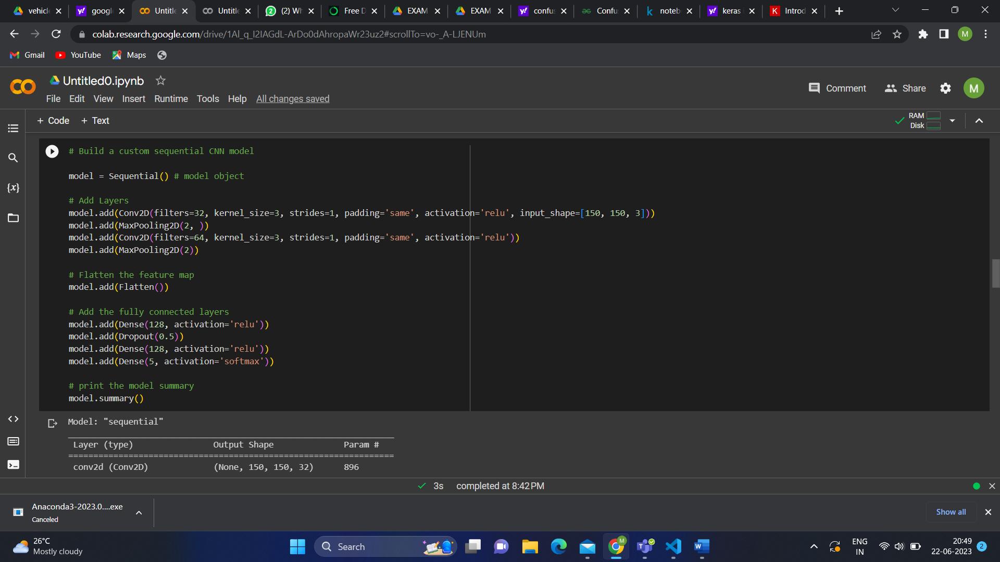 vehicl
googl
Untitle
Untitle
(2) Wh
Free D
EXAM
EXAM
confus
Confu
noteb
keras
Introd
colab.research.google.com/drive/1Al_q_I2IAGdL-ArDo0dAhropaWr23uz2#scrollTo=vo-_A-LJENUm
M
Gmail
YouTube
Maps
Untitled0.ipynb
Comment
Share
M
File Edit View Insert Runtime Tools Help All changes saved
+ Code + Text
RAM
Disk
{x}
# Build a custom sequential CNN model
model = Sequential() # model object
# Add Layers
model.add(Conv2D(filters=32, kernel_size=3, strides=1, padding='same', activation='relu', input_shape=[150, 150, 3]))
model.add(MaxPooling2D(2, ))
model.add(Conv2D(filters=64, kernel_size=3, strides=1, padding='same', activation='relu'))
model.add(MaxPooling2D(2))
# Flatten the feature map
model.add(Flatten())
# Add the fully connected layers
model.add(Dense(128, activation='relu'))
model.add(Dropout(0.5))
model.add(Dense(128, activation='relu'))
model.add(Dense(5, activation='softmax'))
# print the model summary
model.summary()
Model: "sequential"
Layer (type) Output Shape Param #
=================================================================
conv2d (Conv2D) (None, 150, 150, 32) 896
3s completed at 8:42 PM
Anaconda3-2023.0....exe
Canceled
Show all
26°C
Mostly cloudy
Search
ENG
IN
20:49
22-06-2023
2